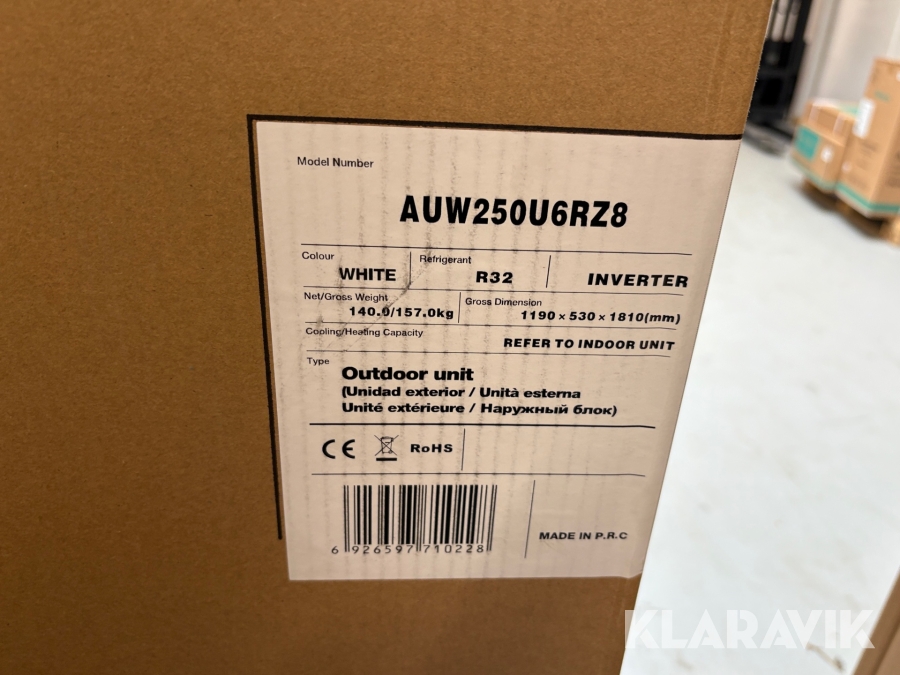 Model Number
AUW250U6RZ8
Colour
WHITE
Refrigerant
R32
INVERTER
Net/Gross Weight
140.0/157.0kg
Gross Dimension
1190 × 530 × 1810(mm)
Cooling/Heating Capacity
REFER TO INDOOR UNIT
Type
Outdoor unit
(Unidad exterior / Unità esterna
Unité extérieure / Наружный блок)
CE
RoHS
6 926597 710228
MADE IN P.R.C
KLARAVIK